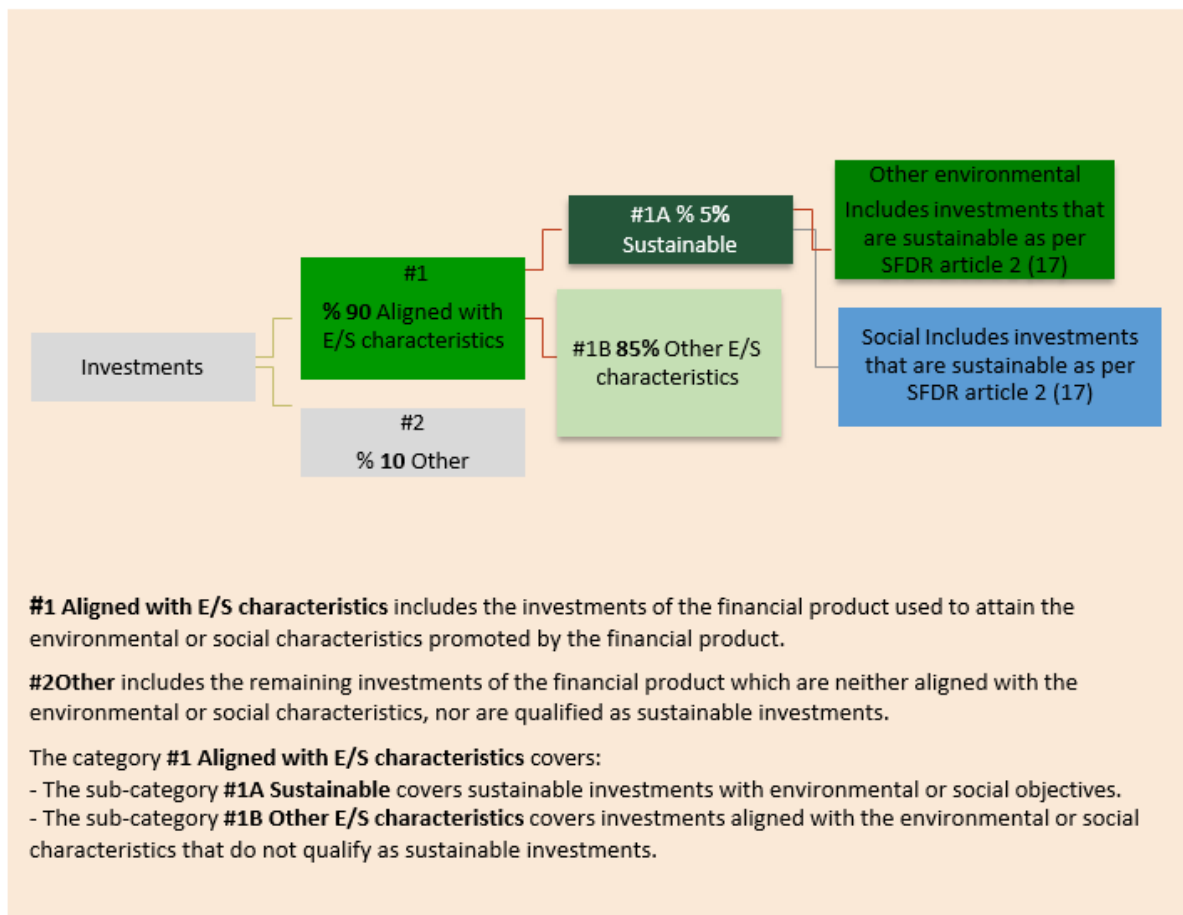 Investments
#1
% 90 Aligned with
E/S characteristics
#2
% 10 Other
#1A % 5%
Sustainable
#1B 85% Other E/S
characteristics
Other environmental
Includes investments that
are sustainable as per
SFDR article 2 (17)
Social Includes investments
that are sustainable as per
SFDR article 2 (17)
#1 Aligned with E/S characteristics includes the investments of the financial product used to attain the
environmental or social characteristics promoted by the financial product.
#2Other includes the remaining investments of the financial product which are neither aligned with the
environmental or social characteristics, nor are qualified as sustainable investments.
The category #1 Aligned with E/S characteristics covers:
- The sub-category #1A Sustainable covers sustainable investments with environmental or social objectives.
- The sub-category #1B Other E/S characteristics covers investments aligned with the environmental or social
characteristics that do not qualify as sustainable investments.